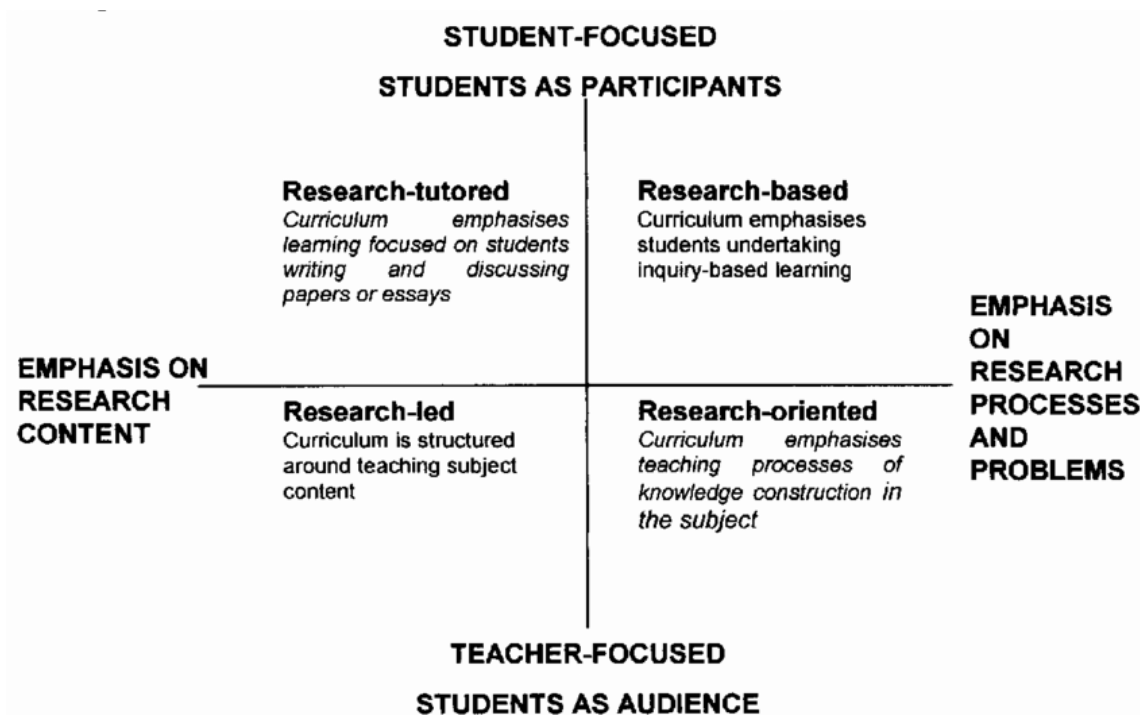 STUDENT-FOCUSED
STUDENTS AS PARTICIPANTS
Research-tutored
Curriculum emphasises
learning focused on students
writing and discussing
papers or essays
Research-based
Curriculum emphasises
students undertaking
inquiry-based learning
EMPHASIS ON
RESEARCH
CONTENT
EMPHASIS
ON
RESEARCH
PROCESSES
AND
PROBLEMS
Research-led
Curriculum is structured
around teaching subject
content
Research-oriented
Curriculum emphasises
teaching processes of
knowledge construction in
the subject
TEACHER-FOCUSED
STUDENTS AS AUDIENCE